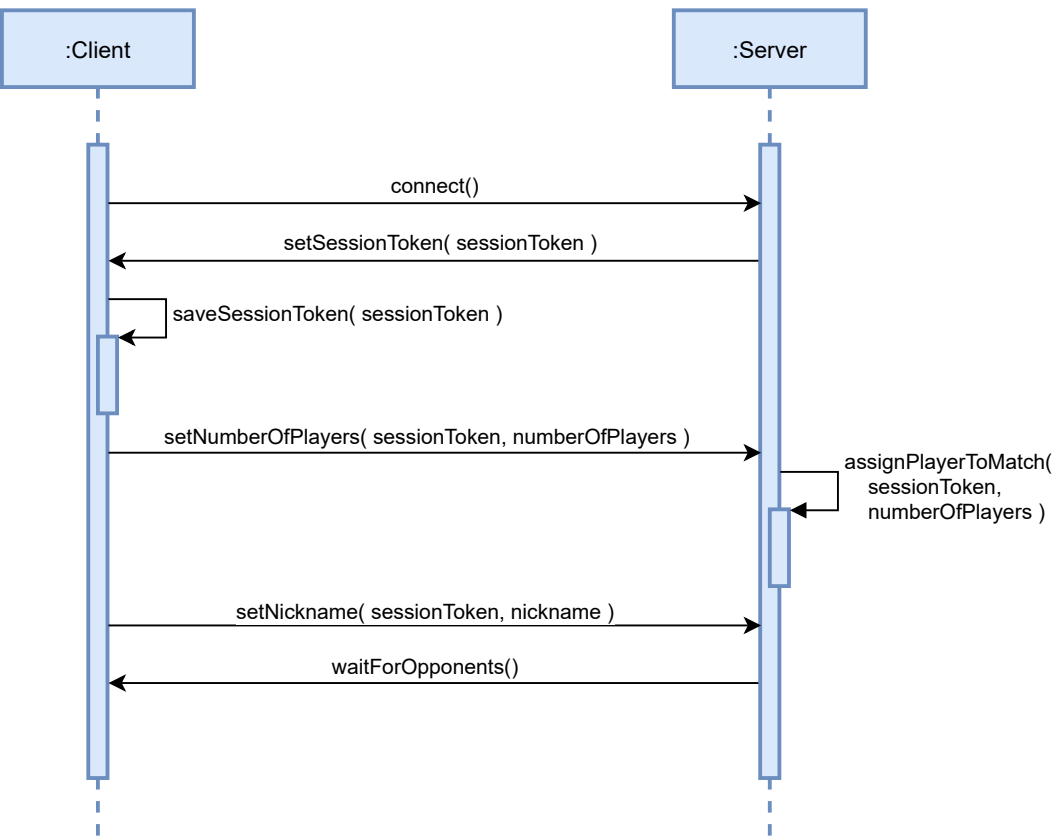 :Client
:Server
connect()
setSessionToken( sessionToken )
saveSessionToken( sessionToken )
setNumberOfPlayers( sessionToken, numberOfPlayers )
assignPlayerToMatch(
sessionToken,
numberOfPlayers )
setNickname( sessionToken, nickname )
waitForOpponents()